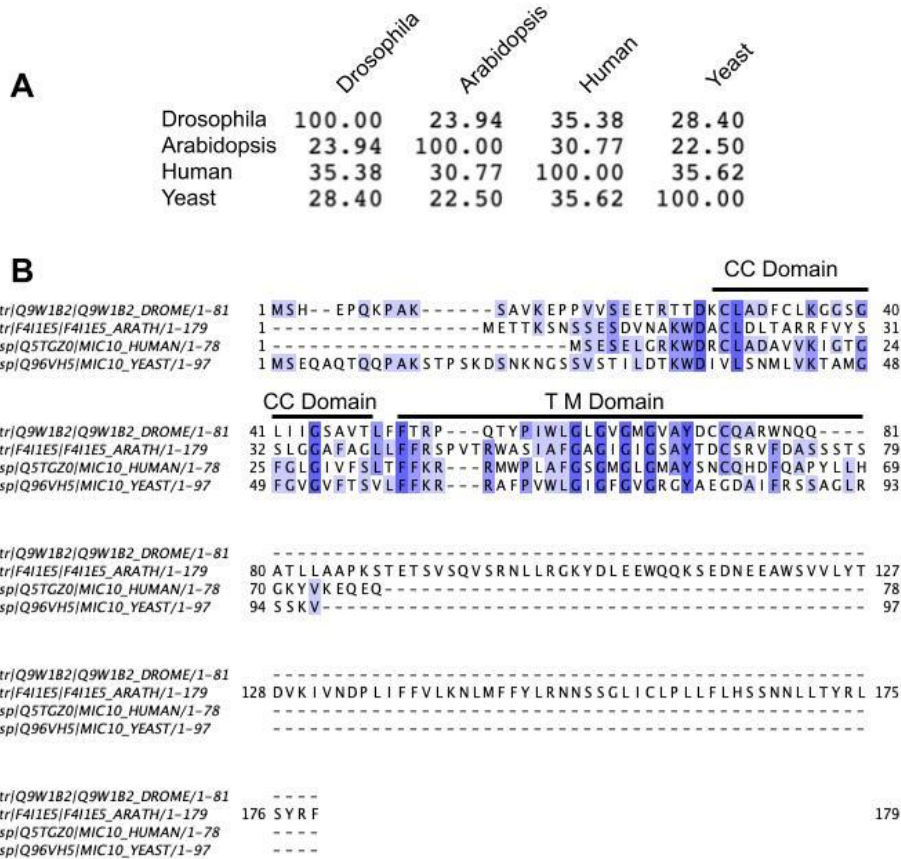 A
Drosophila Arabidopsis Human Yeast
Drosophila 100.00 23.94 35.38 28.40
Arabidopsis 23.94 100.00 30.77 22.50
Human 35.38 30.77 100.00 35.62
Yeast 28.40 22.50 35.62 100.00
B
CC Domain
tr|Q9W1B2|Q9W1B2_DROME/1-81 1 MSH--EPQKPAK------SAVKEPPVVSEETRTTDKCLADFCLKGGSG 40
tr|F4I1E5|F4I1E5_ARATH/1-179 1 -----------------METTKSNSSESDVNAKWDACLDLTARRFVYS 31
sp|Q5TGZ0|MIC10_HUMAN/1-78 1 ------------------------MSESELGRKWDRCLADAVVKIGTG 24
sp|Q96VH5|MIC10_YEAST/1-97 1 MSEQAQTQQPAKSTPSKDSNKNGSSVSTILDTKWDIVLSNMLVKTAMG 48
CC Domain T M Domain
tr|Q9W1B2|Q9W1B2_DROME/1-81 41 LIIGSAVTLFFTRP---QTYPIWLGLGVGMGVAYDCCQARWNQQ---- 81
tr|F4I1E5|F4I1E5_ARATH/1-179 32 SLGGAFAGLLFFRSPVTRWASIAFGAGIGIGSAYTDCSRVFDASSSTS 79
sp|Q5TGZ0|MIC10_HUMAN/1-78 25 FGLGIVFSLTFFKR---RMWPLAFGSGMGLGMAYSNCQHDFQAPYLLH 69
sp|Q96VH5|MIC10_YEAST/1-97 49 FGVGVFTSVLFFKR---RAFPVWLGIGFGVGRGYAEGDAIFRSSAGLR 93
tr|Q9W1B2|Q9W1B2_DROME/1-81 ------------------------------------------------
tr|F4I1E5|F4I1E5_ARATH/1-179 80 ATLLAAPKSTETSVSQVSRNLLRGKYDLEEWQQKSEDNEEAWSVVLYT 127
sp|Q5TGZ0|MIC10_HUMAN/1-78 70 GKYVKEQEQ--------------------------------------- 78
sp|Q96VH5|MIC10_YEAST/1-97 94 SSKV-------------------------------------------- 97
tr|Q9W1B2|Q9W1B2_DROME/1-81 ------------------------------------------------
tr|F4I1E5|F4I1E5_ARATH/1-179 128 DVKIVNDPLIFFVLKNLMFFYLRNNSSGLICLPLLFLHSSNNLLTYRL 175
sp|Q5TGZ0|MIC10_HUMAN/1-78 ------------------------------------------------
sp|Q96VH5|MIC10_YEAST/1-97 ------------------------------------------------
tr|Q9W1B2|Q9W1B2_DROME/1-81 ----
tr|F4I1E5|F4I1E5_ARATH/1-179 176 SYRF 179
sp|Q5TGZ0|MIC10_HUMAN/1-78 ----
sp|Q96VH5|MIC10_YEAST/1-97 ----